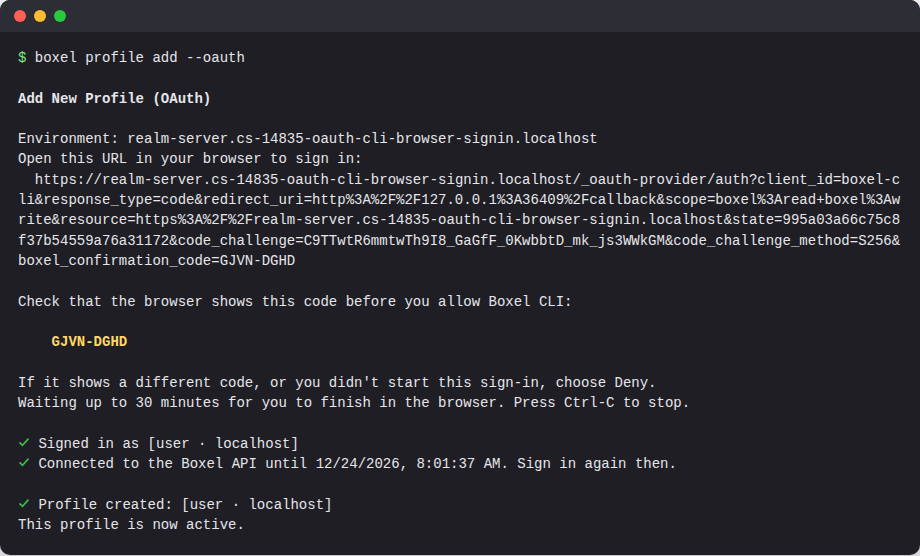 $ boxel profile add --oauth
Add New Profile (OAuth)
Environment: realm-server.cs-14835-oauth-cli-browser-signin.localhost
Open this URL in your browser to sign in:
https://realm-server.cs-14835-oauth-cli-browser-signin.localhost/_oauth-provider/auth?client_id=boxel-c
li&response_type=code&redirect_uri=http%3A%2F%2F127.0.0.1%3A36409%2Fcallback&scope=boxel%3Aread+boxel%3Aw
rite&resource=https%3A%2F%2Frealm-server.cs-14835-oauth-cli-browser-signin.localhost&state=995a03a66c75c8
f37b54559a76a31172&code_challenge=C9TTwtR6mmtwTh9I8_GaGfF_0KwbbtD_mk_js3WWkGM&code_challenge_method=S256&
boxel_confirmation_code=GJVN-DGHD
Check that the browser shows this code before you allow Boxel CLI:
GJVN-DGHD
If it shows a different code, or you didn't start this sign-in, choose Deny.
Waiting up to 30 minutes for you to finish in the browser. Press Ctrl-C to stop.
✓ Signed in as [user · localhost]
✓ Connected to the Boxel API until 12/24/2026, 8:01:37 AM. Sign in again then.
✓ Profile created: [user · localhost]
This profile is now active.